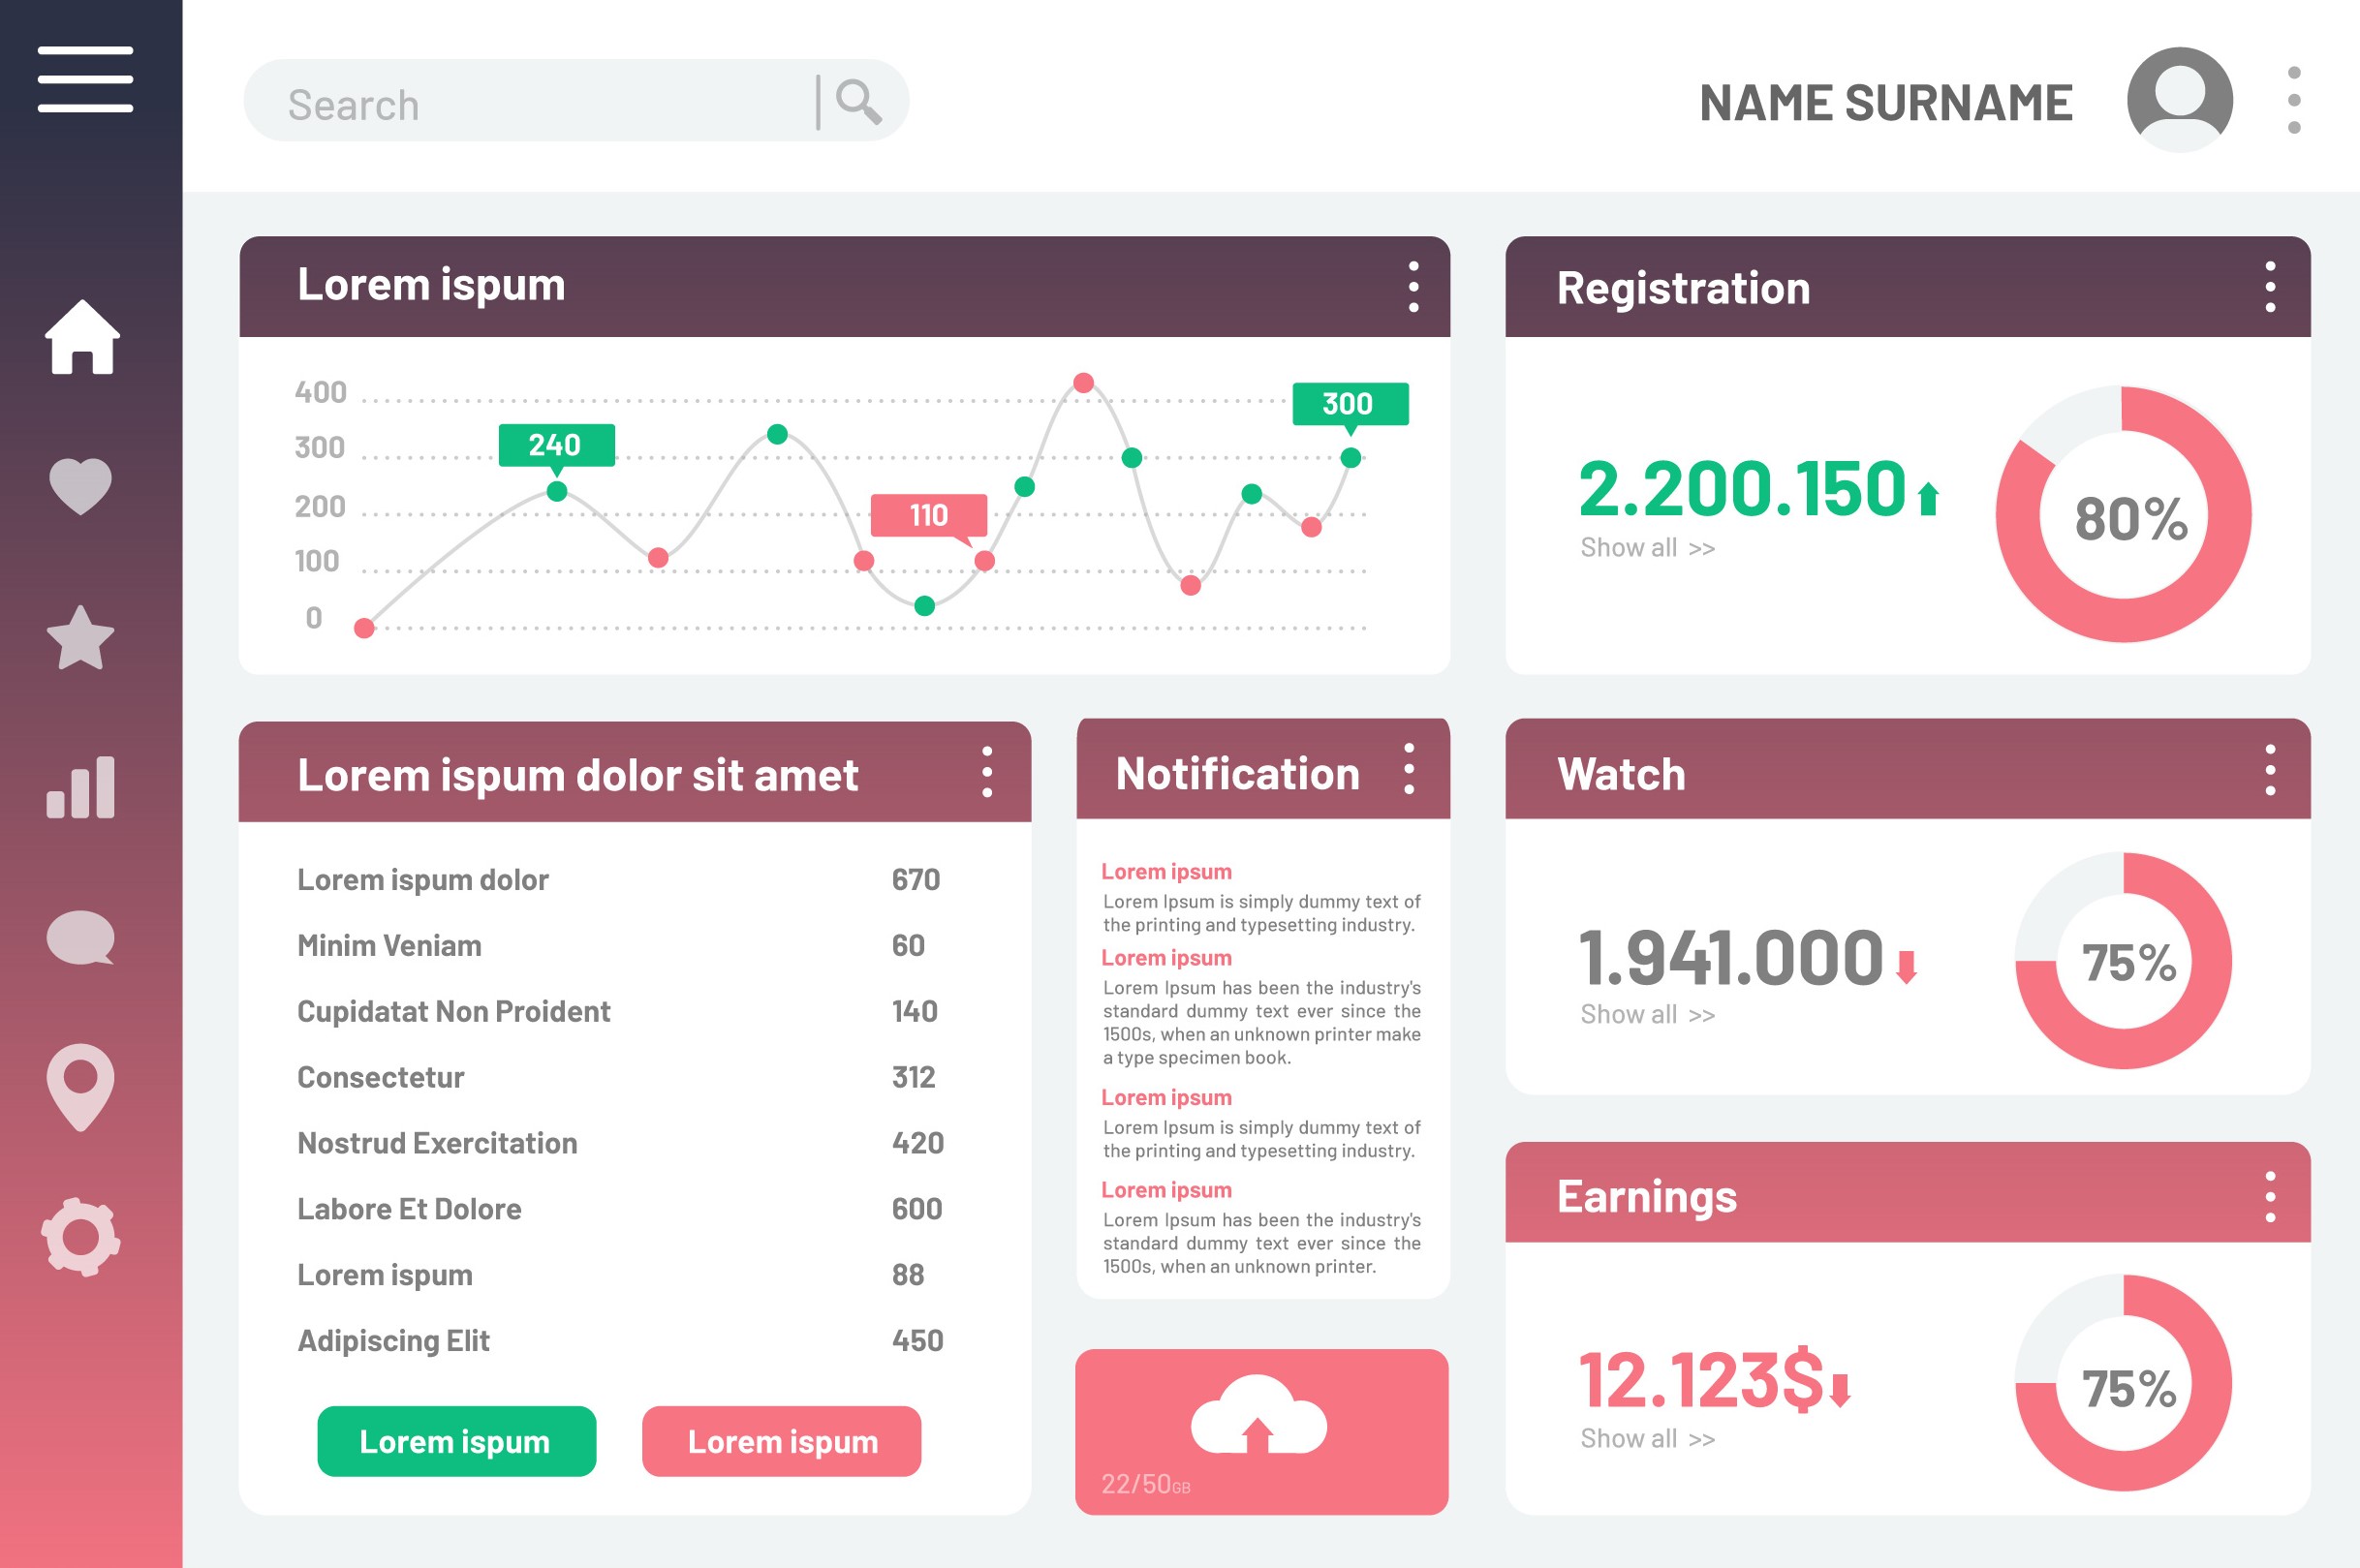 Search
NAME SURNAME
Lorem ispum
400
300
200
100
0
240
110
300
Registration
2.200.150
Show all >>
80%
Lorem ispum dolor sit amet
Lorem ispum dolor 670
Minim Veniam 60
Cupidatat Non Proident 140
Consectetur 312
Nostrud Exercitation 420
Labore Et Dolore 600
Lorem ispum 88
Adipiscing Elit 450
Lorem ispum
Lorem ispum
Notification
Lorem ipsum
Lorem Ipsum is simply dummy text of
the printing and typesetting industry.
Lorem ipsum
Lorem Ipsum has been the industry's
standard dummy text ever since the
1500s, when an unknown printer make
a type specimen book.
Lorem ipsum
Lorem Ipsum is simply dummy text of
the printing and typesetting industry.
Lorem ipsum
Lorem Ipsum has been the industry's
standard dummy text ever since the
1500s, when an unknown printer.
22/50GB
Watch
1.941.000
Show all >>
75%
Earnings
12.123$
Show all >>
75%